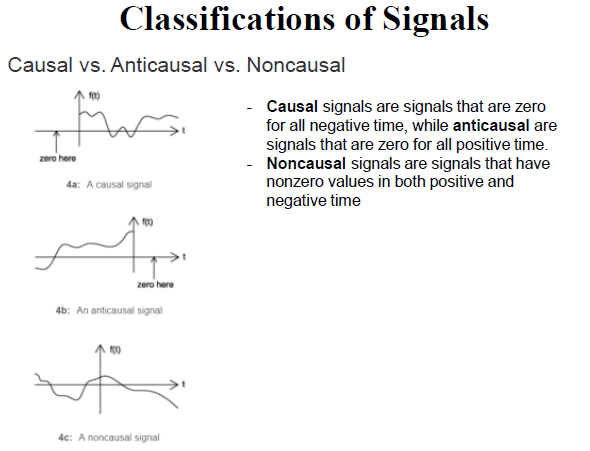 Classifications of Signals
Causal vs. Anticausal vs. Noncausal
f(t)
t
zero here
4a: A causal signal
f(t)
t
zero here
4b: An anticausal signal
f(t)
t
4c: A noncausal signal
- Causal signals are signals that are zero
for all negative time, while anticausal are
signals that are zero for all positive time.
- Noncausal signals are signals that have
nonzero values in both positive and
negative time